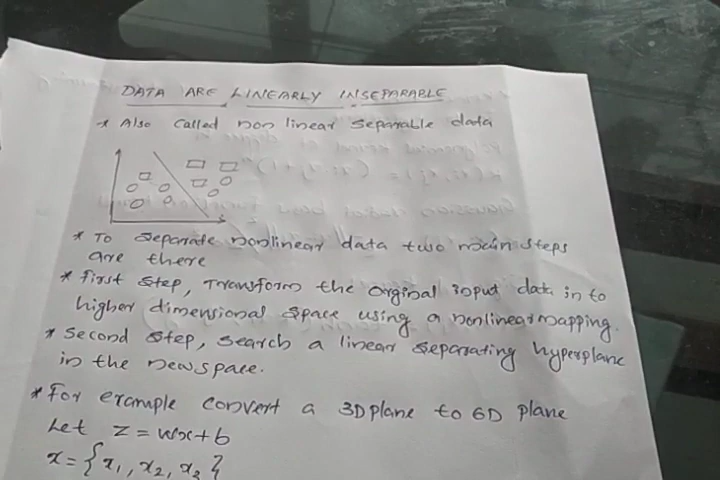 DATA ARE LINEARLY INSEPARABLE
* Also called non linear separable data
* To separate nonlinear data two main steps
are there
* First step, Transform the orginal input data in to
higher dimensional space using a nonlinear mapping.
* Second step, search a linear separating hyperplane
in the new space.
* For example convert a 3D plane to 6D plane
Let z = wx+b
x = {x1, x2, x3}